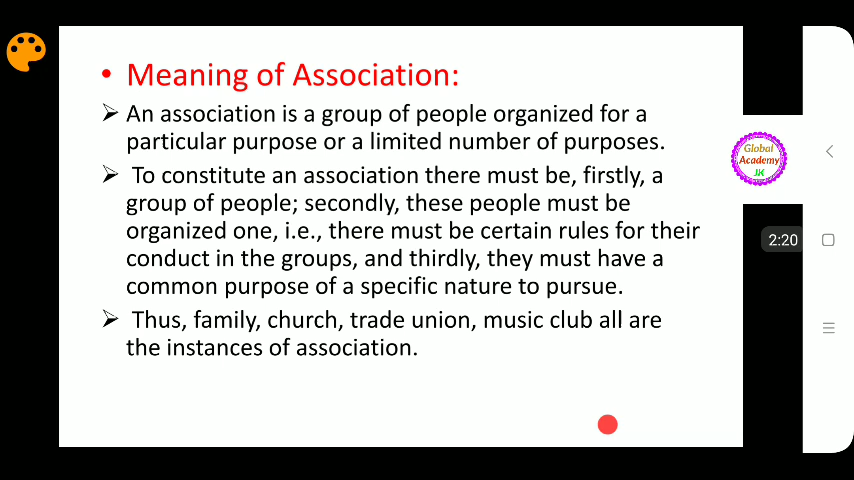 • Meaning of Association:
➢ An association is a group of people organized for a
particular purpose or a limited number of purposes.
➢ To constitute an association there must be, firstly, a
group of people; secondly, these people must be
organized one, i.e., there must be certain rules for their
conduct in the groups, and thirdly, they must have a
common purpose of a specific nature to pursue.
➢ Thus, family, church, trade union, music club all are
the instances of association.
Global
Academy
JK
2:20